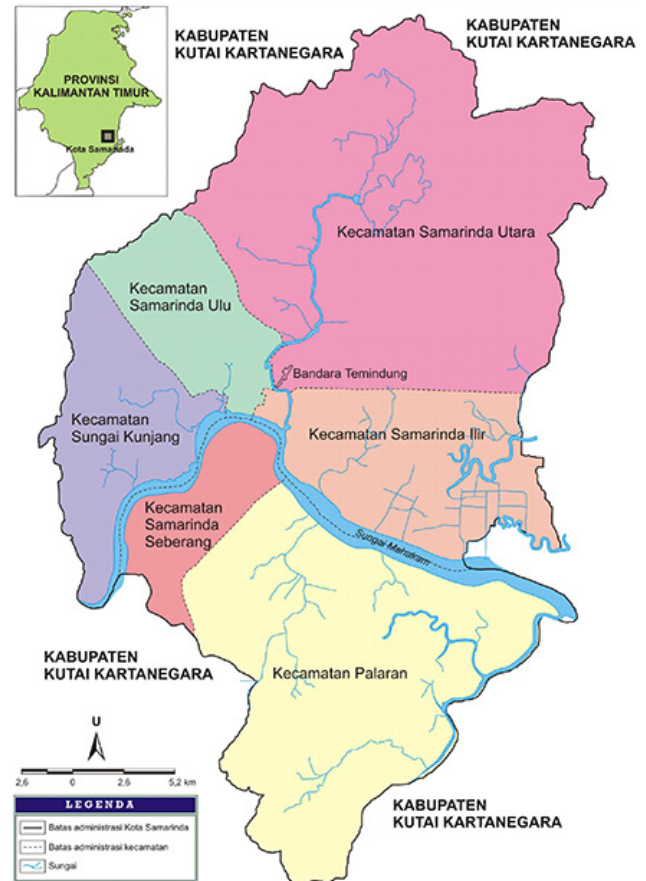 KABUPATEN
KUTAI KARTANEGARA
KABUPATEN
KUTAI KARTANEGARA
PROVINSI
KALIMANTAN TIMUR
Kota Samarinda
Kecamatan Samarinda Utara
Kecamatan
Samarinda Ulu
Bandara Temindung
Kecamatan
Sungai Kunjang
Kecamatan Samarinda Ilir
Kecamatan
Samarinda
Seberang
Sungai Mahakam
KABUPATEN
KUTAI KARTANEGARA
Kecamatan Palaran
U
2,6 0 2,6 5,2 km
LEGENDA
Batas administrasi Kota Samarinda
Batas administrasi kecamatan
Sungai
KABUPATEN
KUTAI KARTANEGARA